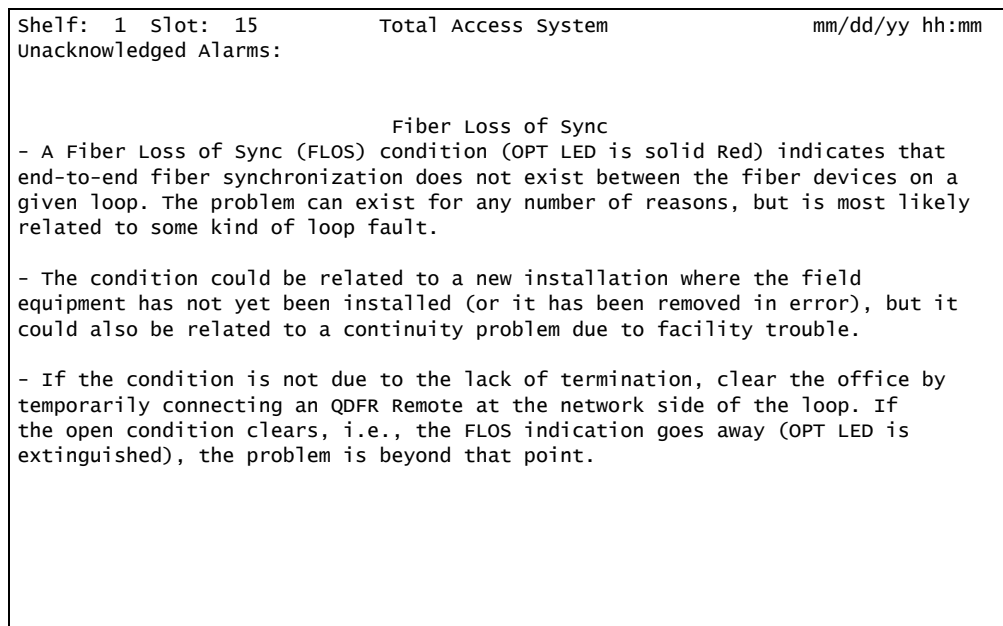 Shelf: 1 Slot: 15 Total Access System mm/dd/yy hh:mm
Unacknowledged Alarms:
Fiber Loss of Sync
- A Fiber Loss of Sync (FLOS) condition (OPT LED is solid Red) indicates that
end-to-end fiber synchronization does not exist between the fiber devices on a
given loop. The problem can exist for any number of reasons, but is most likely
related to some kind of loop fault.
- The condition could be related to a new installation where the field
equipment has not yet been installed (or it has been removed in error), but it
could also be related to a continuity problem due to facility trouble.
- If the condition is not due to the lack of termination, clear the office by
temporarily connecting an QDFR Remote at the network side of the loop. If
the open condition clears, i.e., the FLOS indication goes away (OPT LED is
extinguished), the problem is beyond that point.